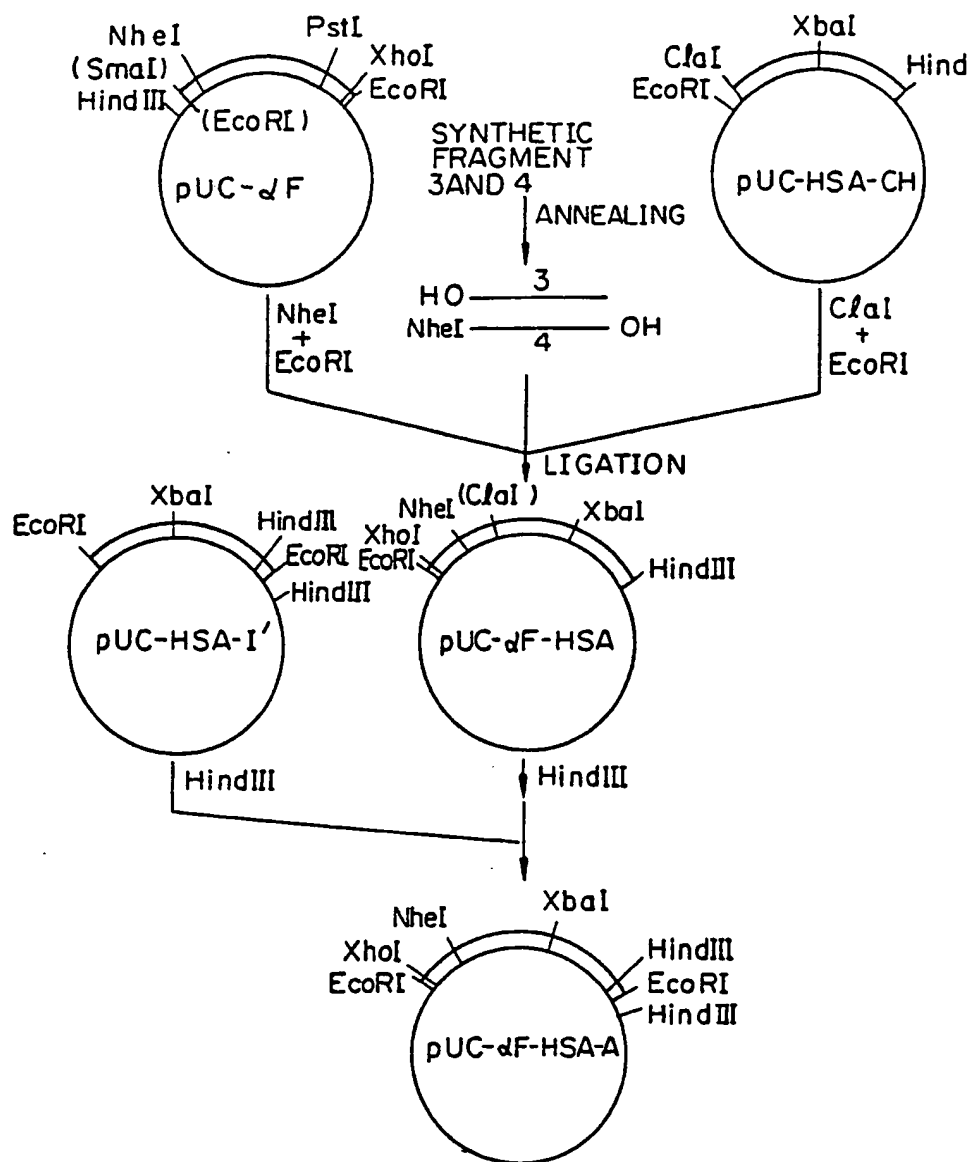 NheI
(SmaI)
HindIII
(EcoRI)
PstI
XhoI
EcoRI
pUC-αF
SYNTHETIC
FRAGMENT
3AND 4
ANNEALING
ClaI
EcoRI
XbaI
Hind
pUC-HSA-CH
3
HO
NheI
4
OH
NheI
+
EcoRI
ClaI
+
EcoRI
LIGATION
EcoRI
XbaI
HindIII
EcoRI
HindIII
pUC-HSA-I′
XhoI
EcoRI
NheI
(ClaI)
XbaI
HindIII
pUC-αF-HSA
HindIII
HindIII
XhoI
EcoRI
NheI
XbaI
HindIII
EcoRI
HindIII
pUC-αF-HSA-A